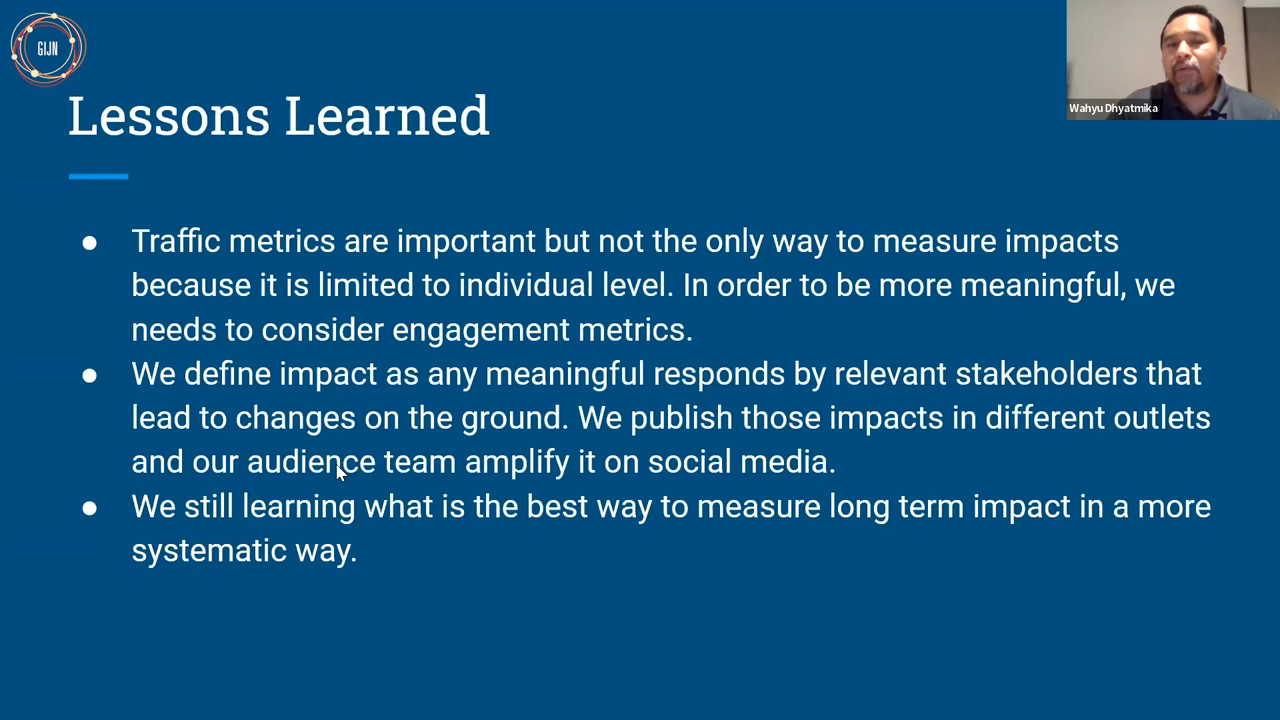 GIJN
Wahyu Dhyatmika
Lessons Learned
● Traffic metrics are important but not the only way to measure impacts
because it is limited to individual level. In order to be more meaningful, we
needs to consider engagement metrics.
● We define impact as any meaningful responds by relevant stakeholders that
lead to changes on the ground. We publish those impacts in different outlets
and our audience team amplify it on social media.
● We still learning what is the best way to measure long term impact in a more
systematic way.